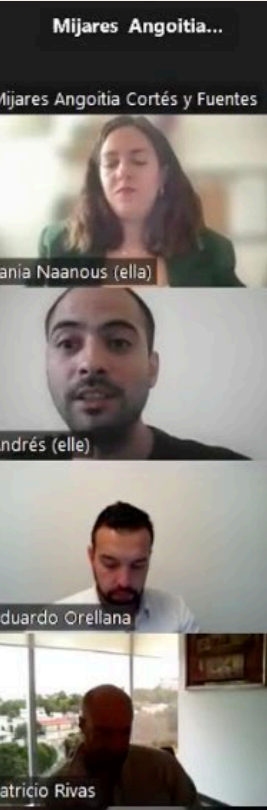 Mijares Angoitia...
Mijares Angoitia Cortés y Fuentes
ania Naanous (ella)
ndrés (elle)
duardo Orellana
atricio Rivas